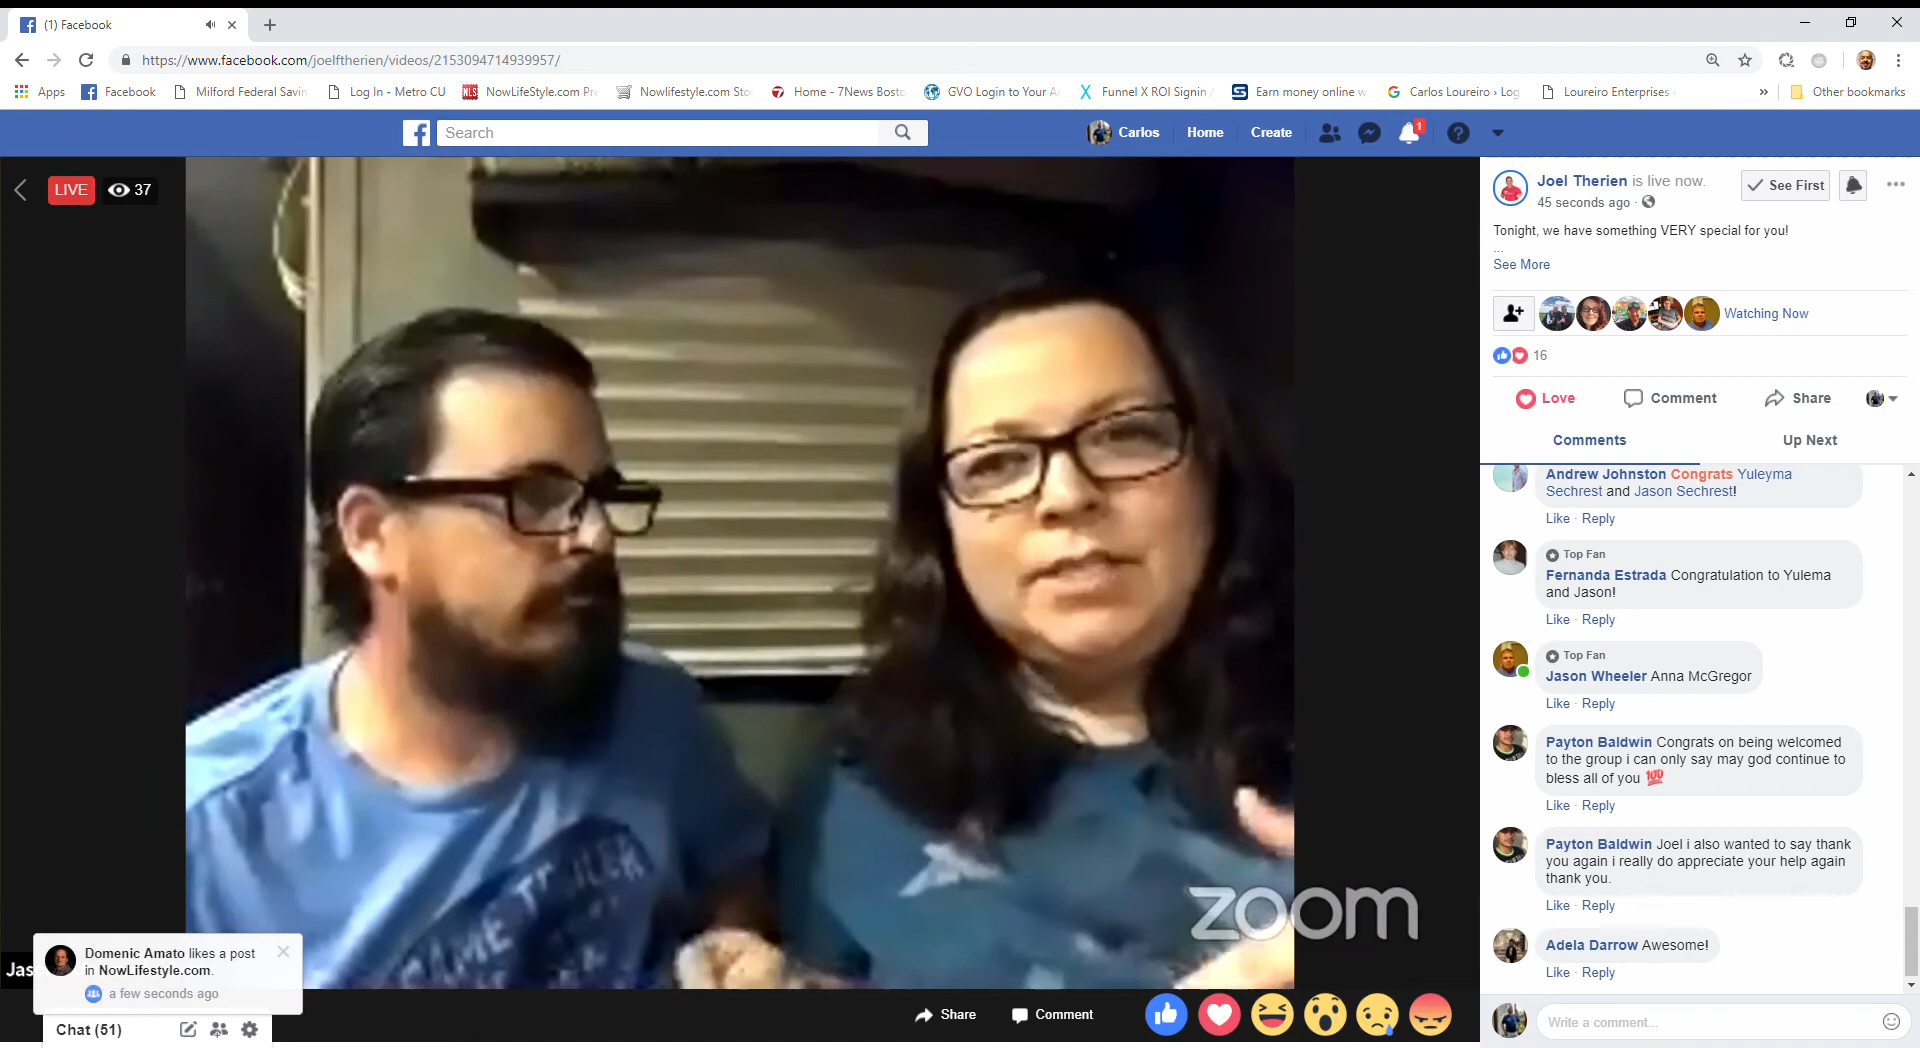 (1) Facebook
https://www.facebook.com/joelftherien/videos/2153094714939957/
Apps Facebook Milford Federal Savin Log In - Metro CU NowLifeStyle.com Pre Nowlifestyle.com Sto Home - 7News Bosto GVO Login to Your A Funnel X ROI Signin Earn money online w Carlos Loureiro › Log Loureiro Enterprises » Other bookmarks
Search
Carlos Home Create 1
LIVE 37
Joel Therien is live now.
45 seconds ago ·
See First
Tonight, we have something VERY special for you!
...
See More
Watching Now
16
Love Comment Share
Comments Up Next
Andrew Johnston Congrats Yuleyma
Sechrest and Jason Sechrest!
Like · Reply
Top Fan
Fernanda Estrada Congratulation to Yulema
and Jason!
Like · Reply
Top Fan
Jason Wheeler Anna McGregor
Like · Reply
Payton Baldwin Congrats on being welcomed
to the group i can only say may god continue to
bless all of you 💯
Like · Reply
Payton Baldwin Joel i also wanted to say thank
you again i really do appreciate your help again
thank you.
Like · Reply
Adela Darrow Awesome!
Like · Reply
Write a comment...
zoom
Jas
Domenic Amato likes a post
in NowLifestyle.com.
a few seconds ago
Chat (51)
Share Comment